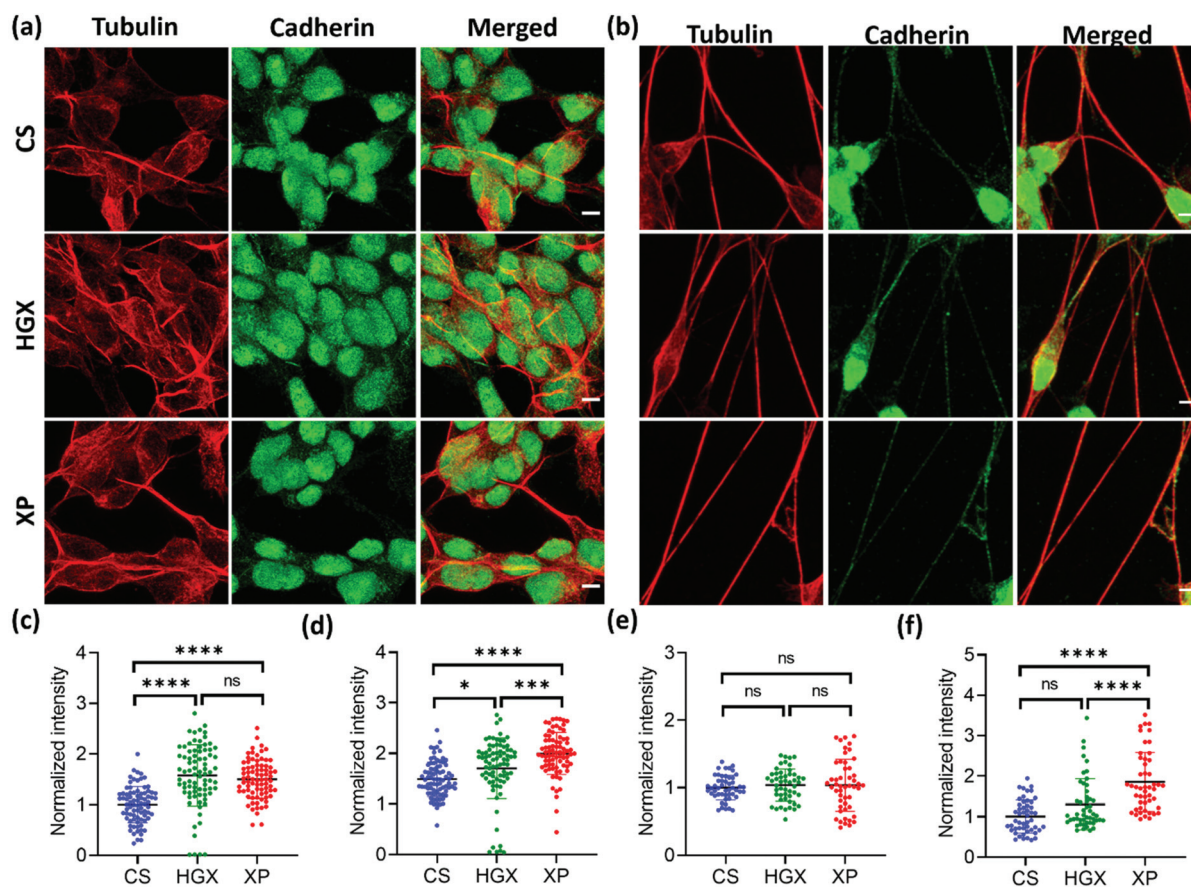 (a)
Tubulin Cadherin Merged
(b)
Tubulin Cadherin Merged
CS
HGX
XP
(c)
Normalized intensity
4
3
2
1
0
**** 
**** ns
CS HGX XP
(d)
Normalized intensity
4
3
2
1
0
****
* ***
CS HGX XP
(e)
Normalized intensity
3
2
1
0
ns
ns ns
CS HGX XP
(f)
Normalized intensity
5
4
3
2
1
0
****
ns ****
CS HGX XP